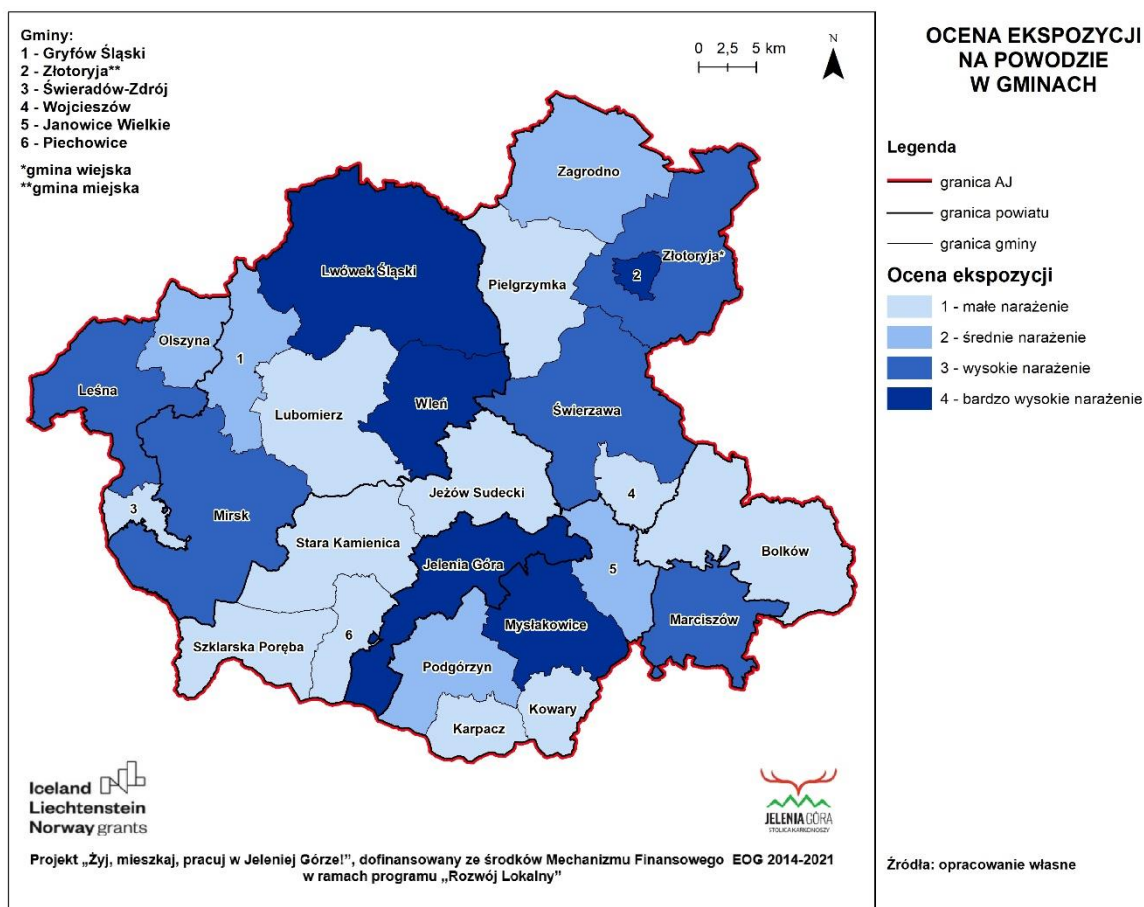 Gminy:
1 - Gryfów Śląski
2 - Złotoryja**
3 - Świeradów-Zdrój
4 - Wojcieszów
5 - Janowice Wielkie
6 - Piechowice
*gmina wiejska
**gmina miejska
0 2,5 5 km
N
OCENA EKSPOZYCJI
NA POWODZIE
W GMINACH
Legenda
granica AJ
granica powiatu
granica gminy
Ocena ekspozycji
1 - małe narażenie
2 - średnie narażenie
3 - wysokie narażenie
4 - bardzo wysokie narażenie
Zagrodno
Złotoryja*
2
Lwówek Śląski
Pielgrzymka
Olszyna
1
Leśna
Lubomierz
Wleń
Świerzawa
Jeżów Sudecki
4
3
Mirsk
Stara Kamienica
Bolków
Jelenia Góra
5
Mysłakowice
Marciszów
6
Szklarska Poręba
Podgórzyn
Kowary
Karpacz
Iceland
Liechtenstein
Norway grants
JELENIA GÓRA
STOLICA KARKONOSZY
Projekt „Żyj, mieszkaj, pracuj w Jeleniej Górze!”, dofinansowany ze środków Mechanizmu Finansowego EOG 2014-2021
w ramach programu „Rozwój Lokalny”
Źródła: opracowanie własne